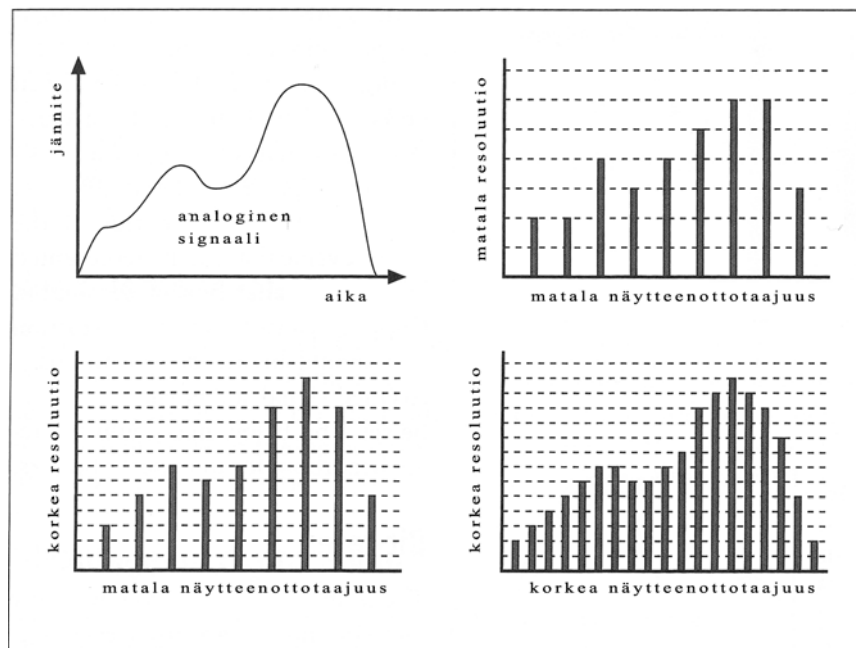 jännite
analoginen
signaali
aika
matala resoluutio
matala näytteenottotaajuus
korkea resoluutio
matala näytteenottotaajuus
korkea resoluutio
korkea näytteenottotaajuus